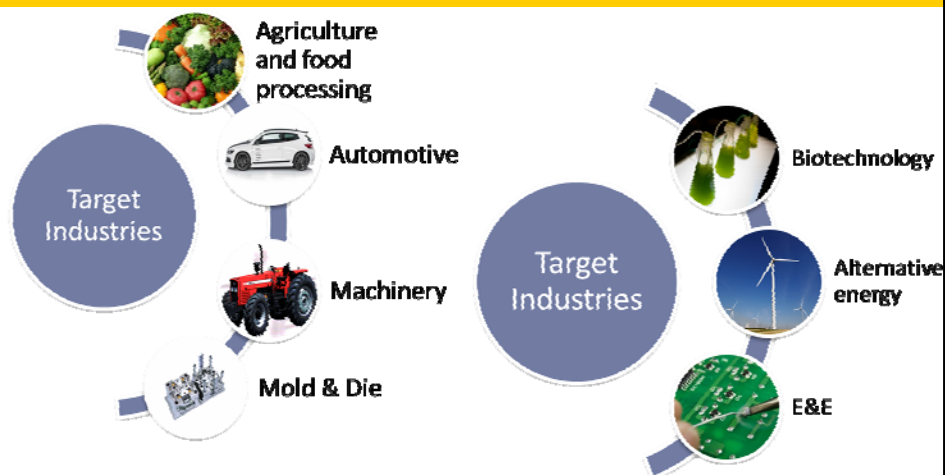 Agriculture
and food
processing
Automotive
Target
Industries
Machinery
Mold & Die
Biotechnology
Target
Industries
Alternative
energy
E&E